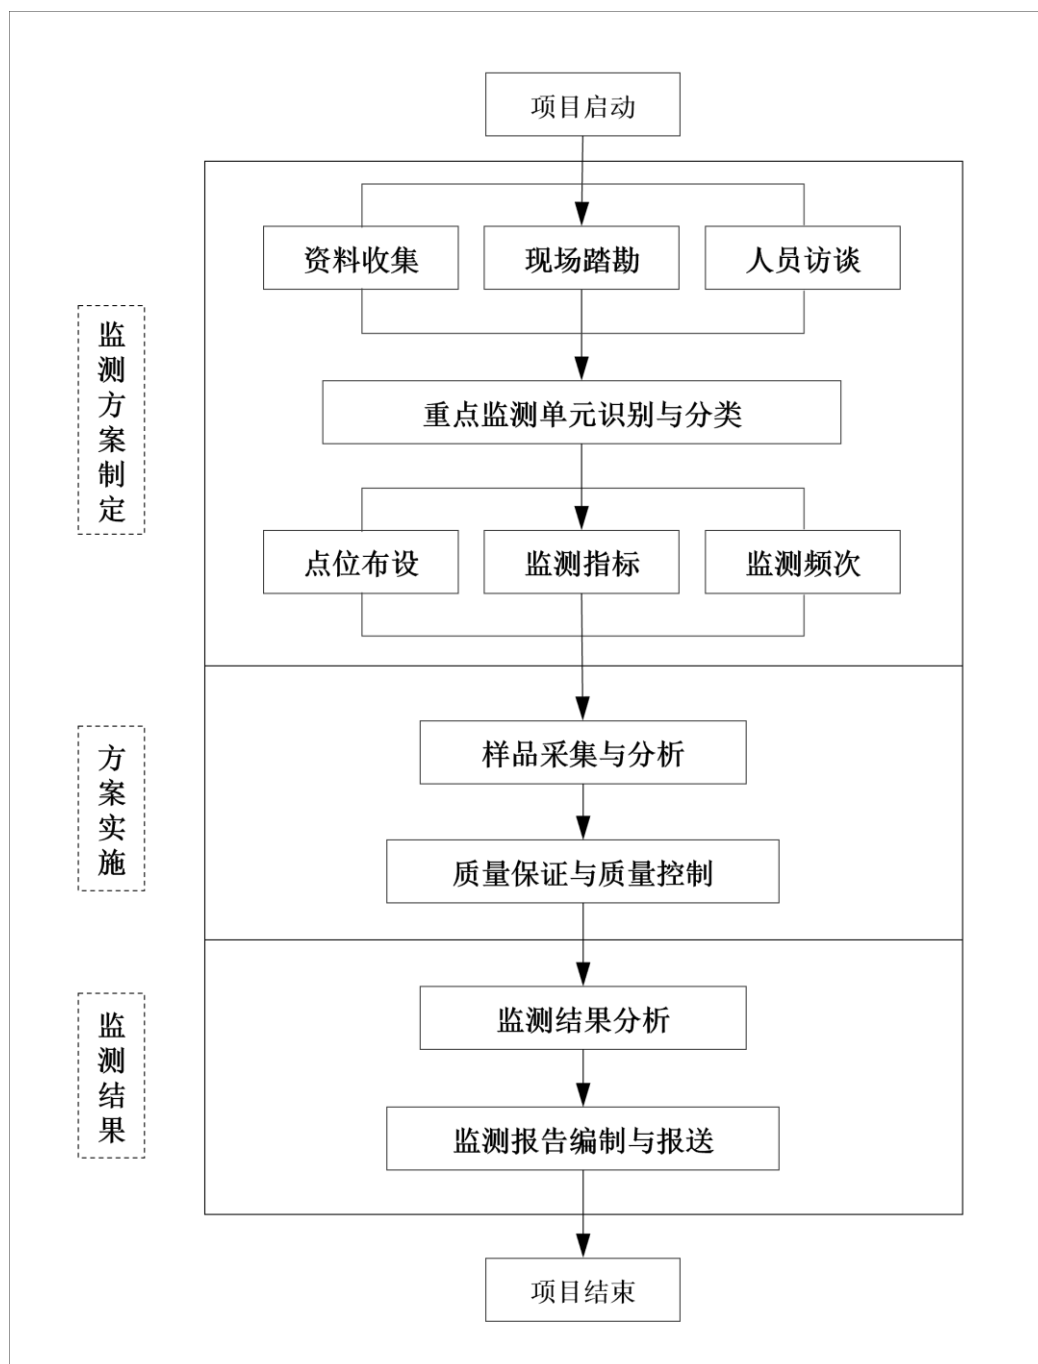 项目启动
资料收集
现场踏勘
人员访谈
监测方案制定
重点监测单元识别与分类
点位布设
监测指标
监测频次
方案实施
样品采集与分析
质量保证与质量控制
监测结果
监测结果分析
监测报告编制与报送
项目结束